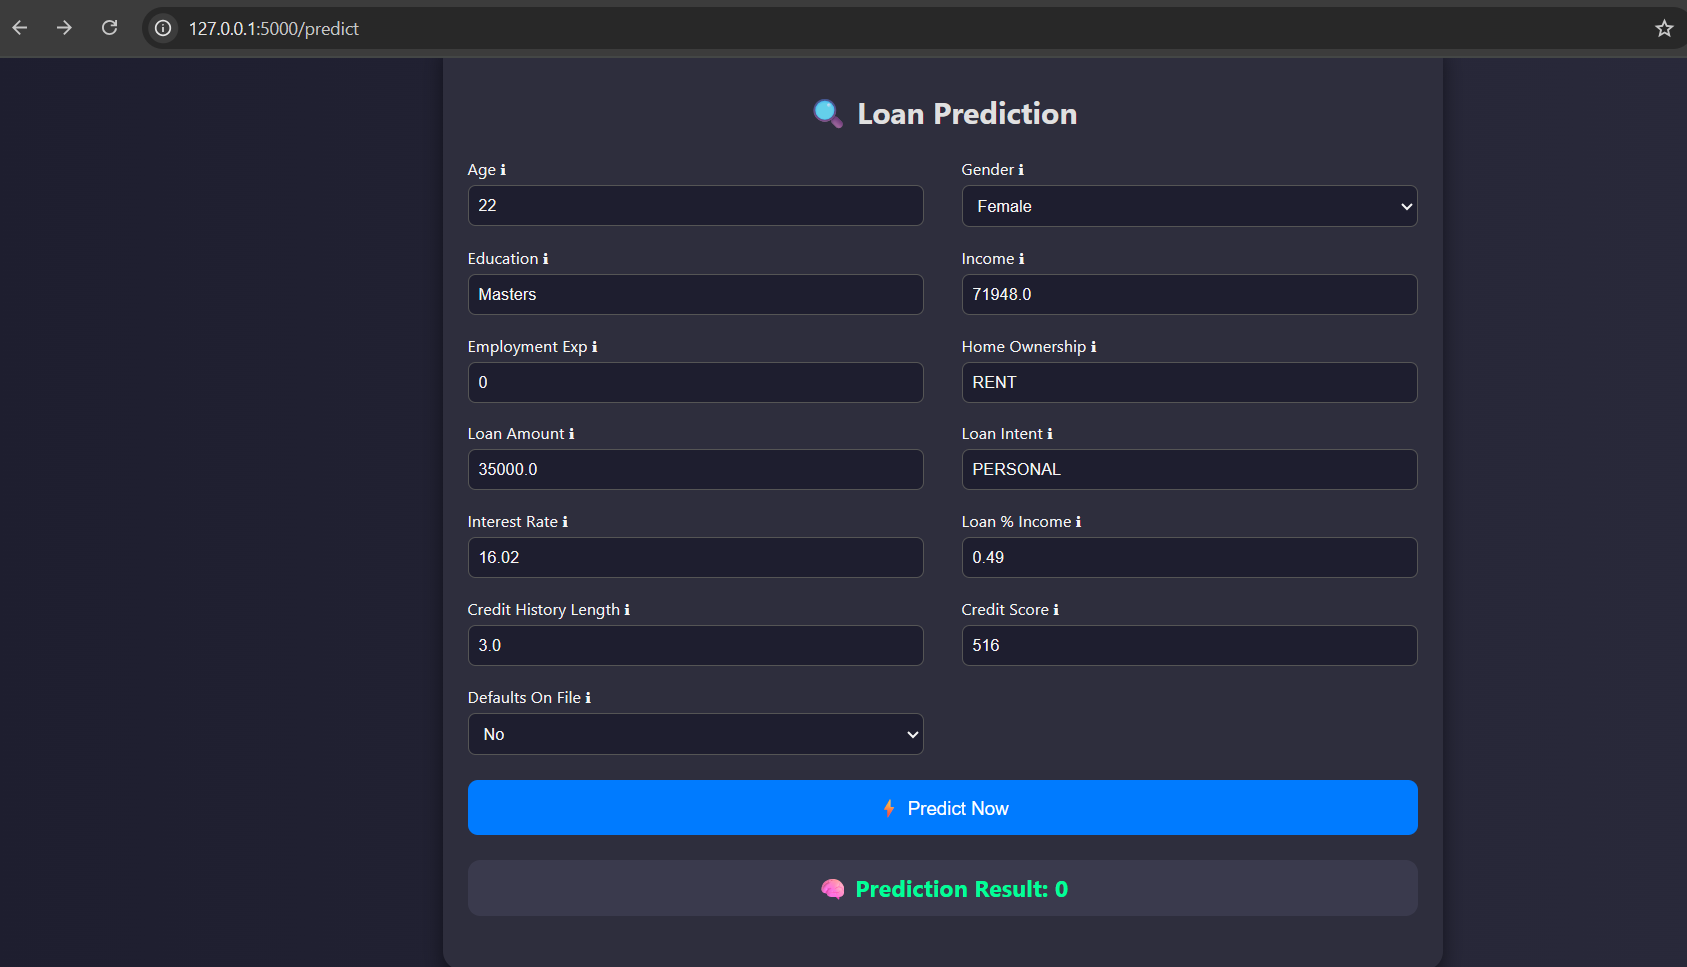 127.0.0.1:5000/predict
🔍 Loan Prediction
Age ℹ
22
Gender ℹ
Female
Education ℹ
Masters
Income ℹ
71948.0
Employment Exp ℹ
0
Home Ownership ℹ
RENT
Loan Amount ℹ
35000.0
Loan Intent ℹ
PERSONAL
Interest Rate ℹ
16.02
Loan % Income ℹ
0.49
Credit History Length ℹ
3.0
Credit Score ℹ
516
Defaults On File ℹ
No
⚡ Predict Now
🧠 Prediction Result: 0